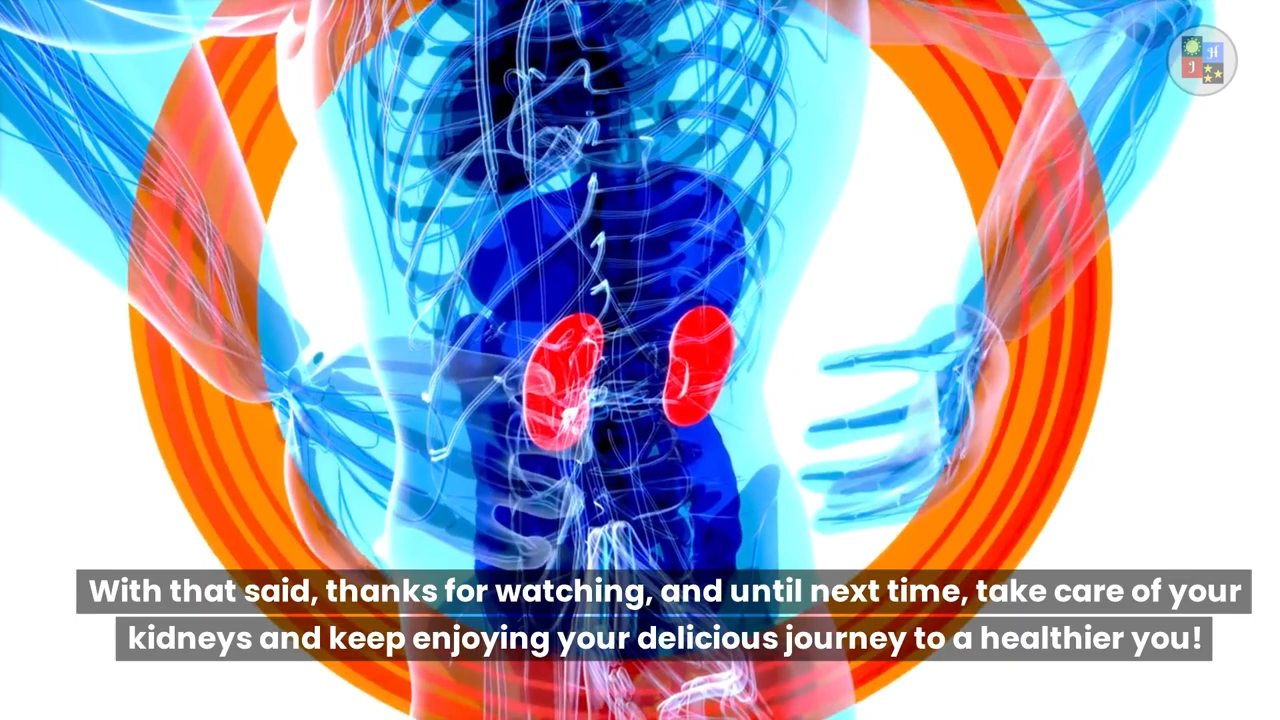 With that said, thanks for watching, and until next time, take care of your
kidneys and keep enjoying your delicious journey to a healthier you!